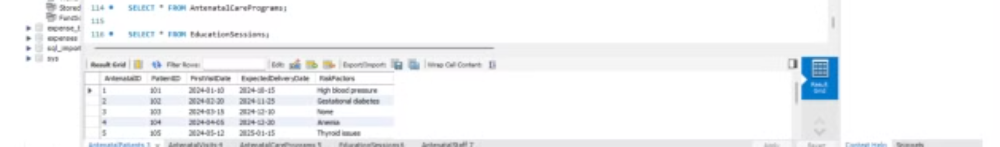 Stored
114 SELECT * FROM AntenatalCarePrograms;
Functi
115
expense_t
116 SELECT * FROM EducationSessions;
expenses
sql_import
sys
Result Grid Filter Rows: Edit: Export/Import: Wrap Cell Content:
AntenatalID PatientID FirstVisitDate ExpectedDeliveryDate RiskFactors
1 101 2024-01-10 2024-10-15 High blood pressure
2 102 2024-02-20 2024-11-25 Gestational diabetes
3 103 2024-03-15 2024-12-10 None
4 104 2024-04-05 2024-12-20 Anemia
5 105 2024-05-12 2025-01-15 Thyroid issues
Result
Grid
AntenatalPatients 3 AntenatalVisits 4 AntenatalCarePrograms 5 EducationSessions 6 AntenatalStaff 7 Apply Revert Context Help Snippets